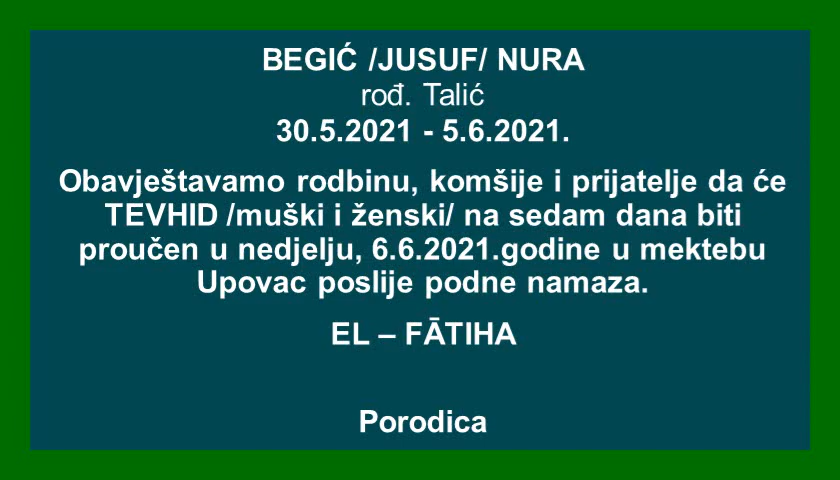 BEGIĆ /JUSUF/ NURA
rođ. Talić
30.5.2021 - 5.6.2021.
Obavještavamo rodbinu, komšije i prijatelje da će
TEVHID /muški i ženski/ na sedam dana biti
proučen u nedjelju, 6.6.2021.godine u mektebu
Upovac poslije podne namaza.
EL – FĀTIHA
Porodica